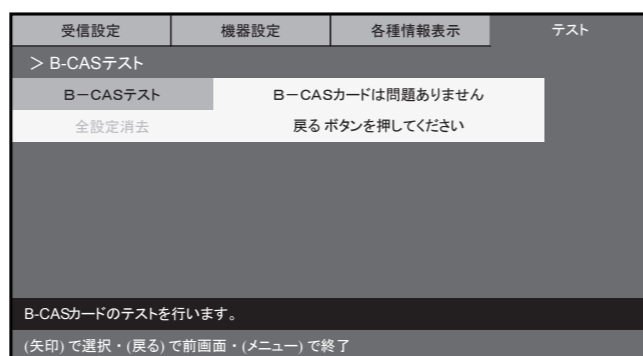 受信設定 機器設定 各種情報表示 テスト
＞ B-CASテスト
B－CASテスト B－CASカードは問題ありません
全設定消去 戻る ボタンを押してください
B-CASカードのテストを行います。
(矢印) で選択・(戻る) で前画面・(メニュー) で終了